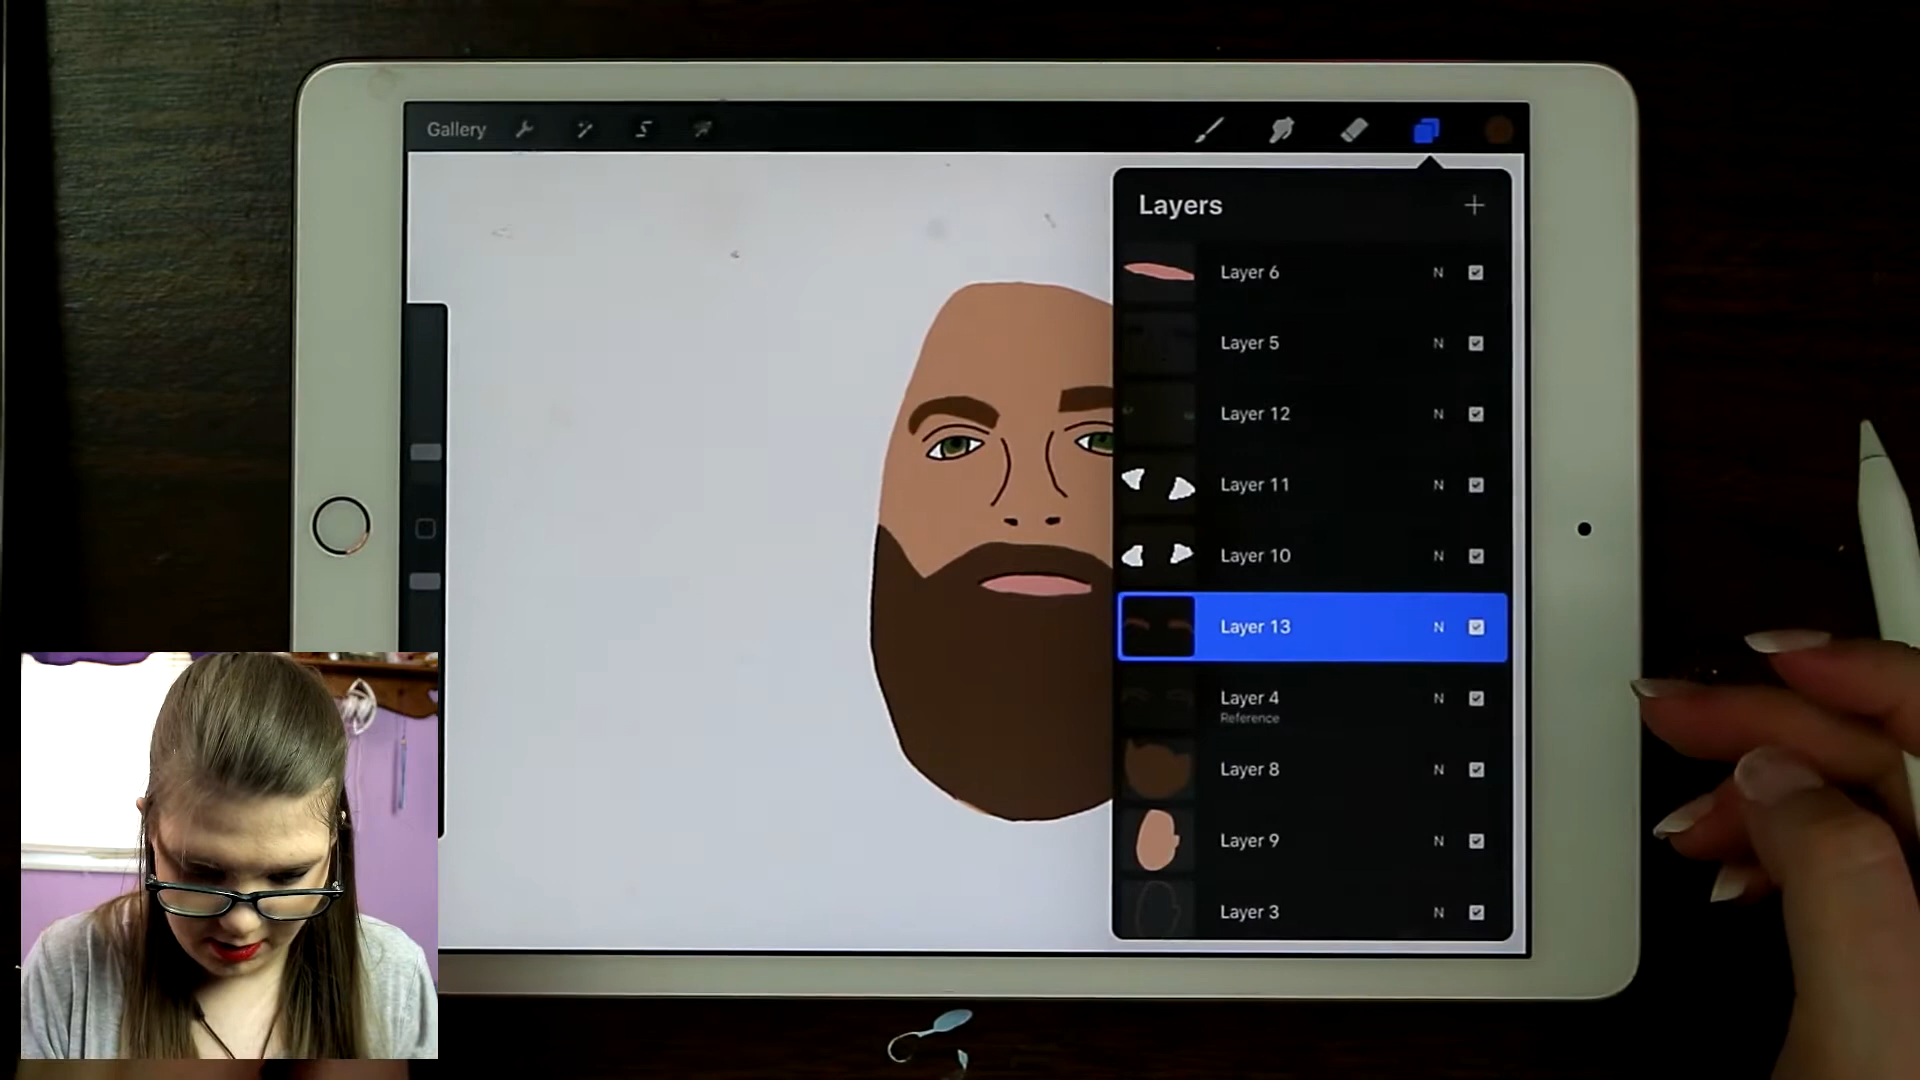 Gallery
Layers
Layer 6 N
Layer 5 N
Layer 12 N
Layer 11 N
Layer 10 N
Layer 13 N
Layer 4 N
Reference
Layer 8 N
Layer 9 N
Layer 3 N